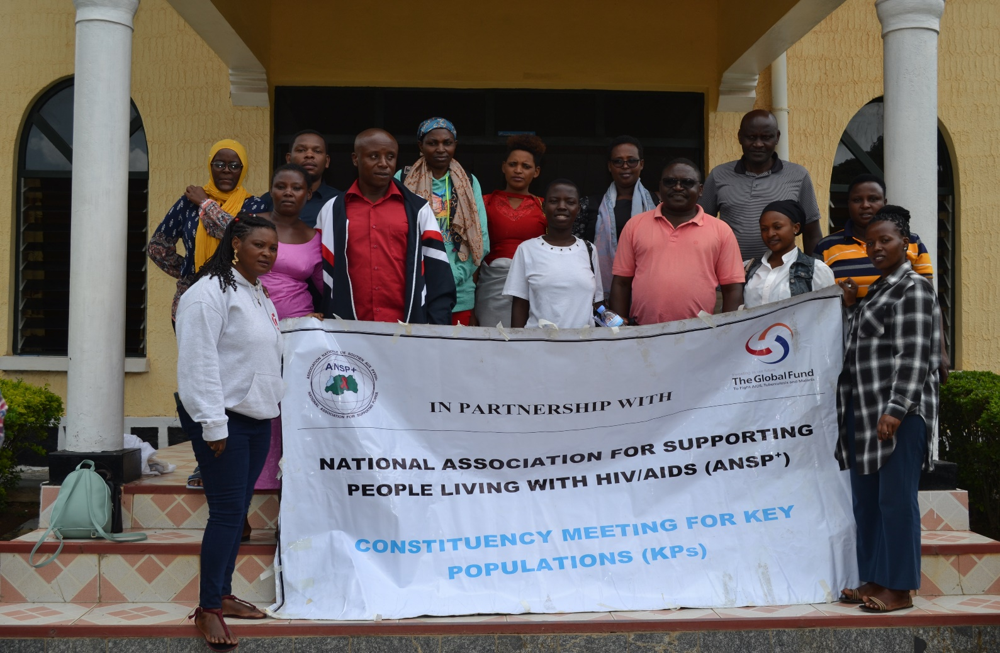 ASSOCIATION NATIONALE DE SOUTIEN AUX PVVIH
ANSP+
NATIONAL ASSOCIATION FOR SUPPORTING PLWHA
The Global Fund
To Fight AIDS, Tuberculosis and Malaria
IN PARTNERSHIP WITH
NATIONAL ASSOCIATION FOR SUPPORTING
PEOPLE LIVING WITH HIV/AIDS (ANSP+)
CONSTITUENCY MEETING FOR KEY
POPULATIONS (KPs)